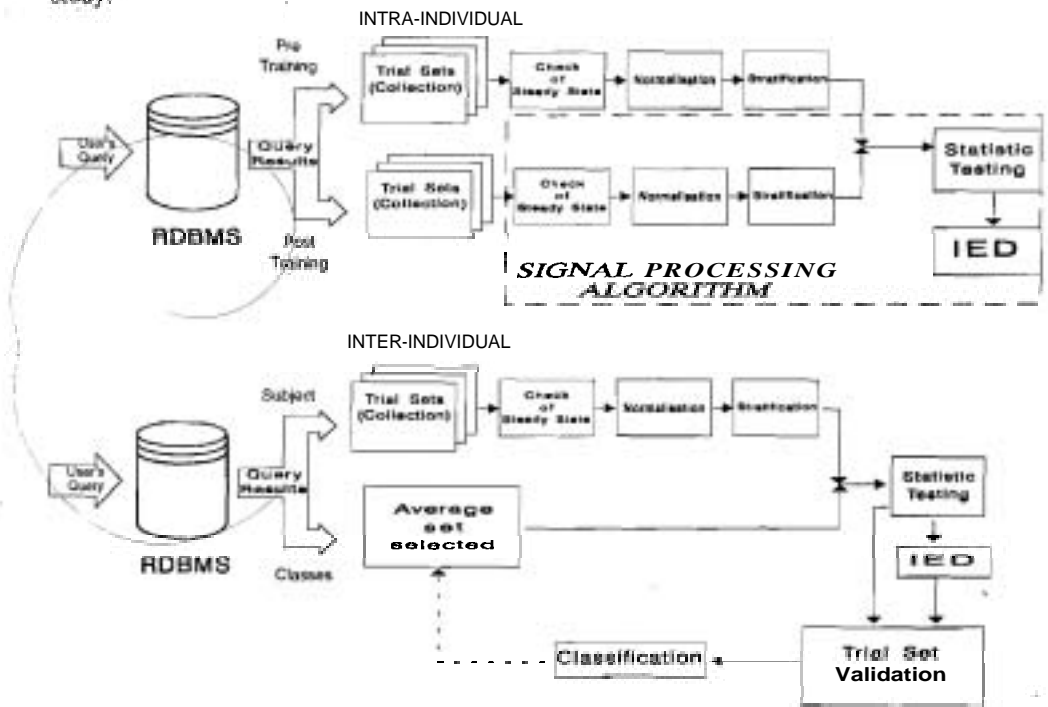 study.
INTRA-INDIVIDUAL
Pre
Training
Trial Sets
(Collection)
Check
of
Steady State
Normalisation
Stratification
User's
Query
Query
Results
RDBMS
Trial Sets
(Collection)
Check
of
Steady State
Normalisation
Stratification
Statistic
Testing
Post
Training
IED
SIGNAL PROCESSING
ALGORITHM
INTER-INDIVIDUAL
Subject
Trial Sets
(Collection)
Check
of
Steady State
Normalisation
Stratification
User's
Query
Query
Results
RDBMS
Classes
Average
set
selected
Statistic
Testing
IED
Classification
Trial Set
Validation